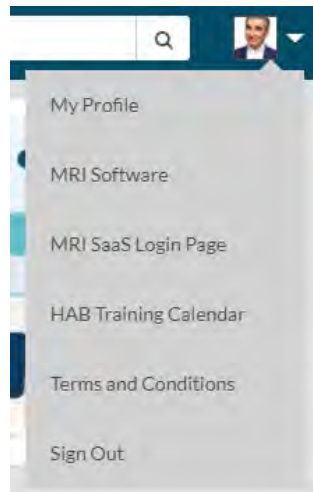 My Profile
MRI Software
MRI SaaS Login Page
HAB Training Calendar
Terms and Conditions
Sign Out